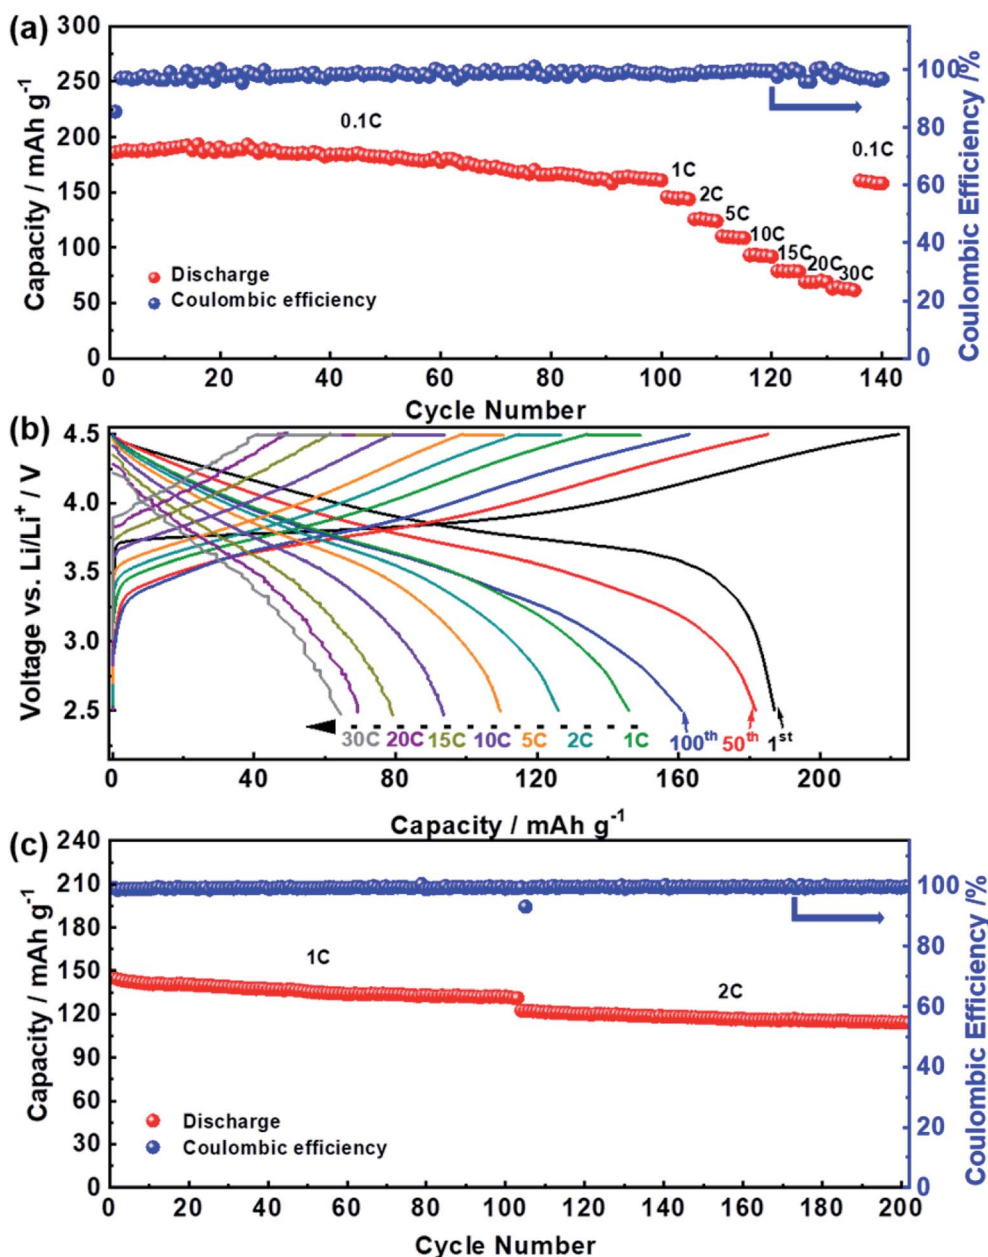 (a)
300
250
200
150
100
50
0
Capacity / mAh g⁻¹
0.1C
1C
2C
5C
10C
15C
20C
30C
0.1C
Discharge
Coulombic efficiency
100
80
60
40
20
0
Coulombic Efficiency /%
0 20 40 60 80 100 120 140
Cycle Number
(b)
4.5
4.0
3.5
3.0
2.5
Voltage vs. Li/Li⁺ / V
30C 20C 15C 10C 5C 2C 1C 100ᵗʰ 50ᵗʰ 1ˢᵗ
0 40 80 120 160 200
Capacity / mAh g⁻¹
(c)
240
210
180
150
120
90
60
30
0
Capacity / mAh g⁻¹
1C
2C
Discharge
Coulombic efficiency
100
80
60
40
20
0
Coulombic Efficiency /%
0 20 40 60 80 100 120 140 160 180 200
Cycle Number